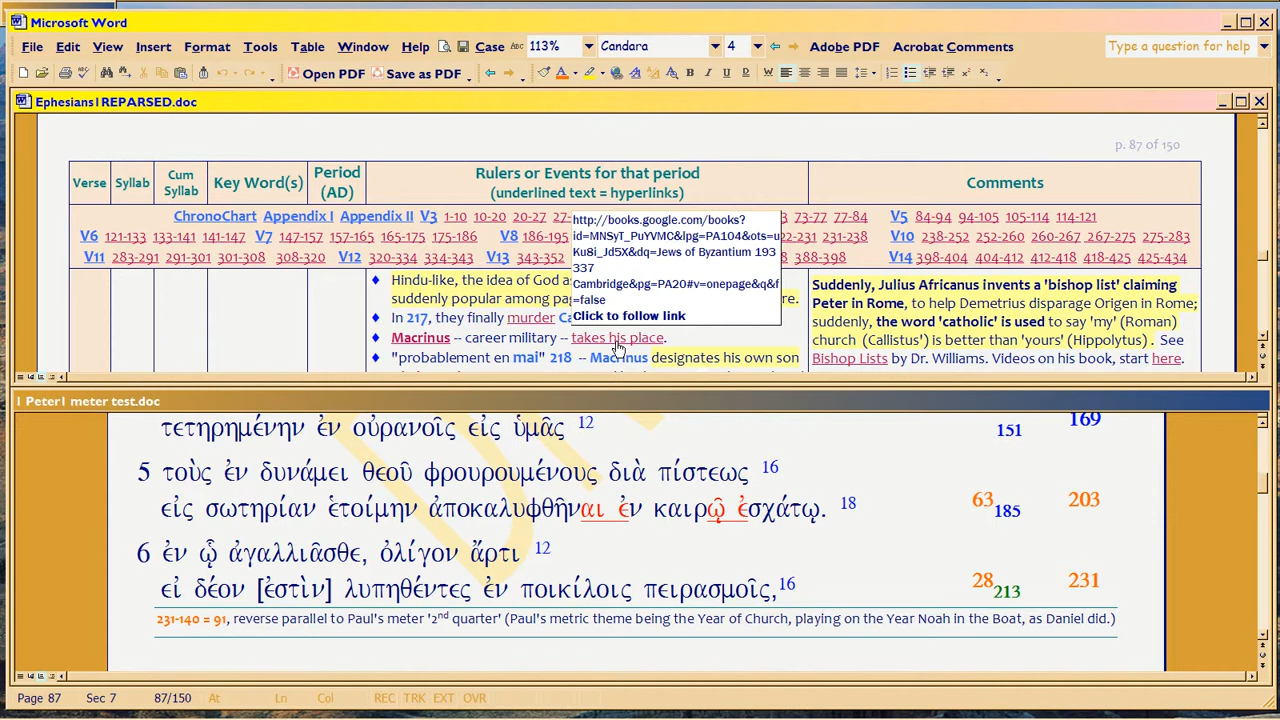 Microsoft Word
File Edit View Insert Format Tools Table Window Help Case 113% Candara 4 Adobe PDF Acrobat Comments Type a question for help
Open PDF Save as PDF
Ephesians1REPARSED.doc
p. 87 of 150
Verse Syllab Cum Syllab Key Word(s) Period (AD) Rulers or Events for that period (underlined text = hyperlinks) Comments
ChronoChart Appendix I Appendix II V3 1-10 10-20 20-27 27- 73-77 77-84 V5 84-94 94-105 105-114 114-121
V6 121-133 133-141 141-147 V7 147-157 157-165 165-175 175-186 V8 186-195 22-231 231-238 V10 238-252 252-260 260-267 267-275 275-283
V11 283-291 291-301 301-308 308-320 V12 320-334 334-343 V13 343-352 388-398 V14 398-404 404-412 412-418 418-425 425-434
http://books.google.com/books?
id=MNSyT_PuYVMC&lpg=PA104&ots=u
Ku8i_Jd5X&dq=Jews of Byzantium 193
337
Cambridge&pg=PA20#v=onepage&q&f
=false
Click to follow link
♦ Hindu-like, the idea of God as
suddenly popular among pag re.
♦ In 217, they finally murder Ca
Macrinus -- career military -- takes his place.
♦ "probablement en mai" 218 -- Macrinus designates his own son
Suddenly, Julius Africanus invents a 'bishop list' claiming
Peter in Rome, to help Demetrius disparage Origen in Rome;
suddenly, the word 'catholic' is used to say 'my' (Roman)
church (Callistus') is better than 'yours' (Hippolytus) . See
Bishop Lists by Dr. Williams. Videos on his book, start here.
1 Peter1 meter test.doc
τετηρημένην ἐν οὐρανοῖς εἰς ὑμᾶς 12 151 169
5 τοὺς ἐν δυνάμει θεοῦ φρουρουμένους διὰ πίστεως 16
εἰς σωτηρίαν ἑτοίμην ἀποκαλυφθῆναι ἐν καιρῷ ἐσχάτῳ. 18 63 185 203
6 ἐν ᾧ ἀγαλλιᾶσθε, ὀλίγον ἄρτι 12
εἰ δέον [ἐστὶν] λυπηθέντες ἐν ποικίλοις πειρασμοῖς, 16 28 213 231
231-140 = 91, reverse parallel to Paul's meter '2nd quarter' (Paul's metric theme being the Year of Church, playing on the Year Noah in the Boat, as Daniel did.)
Page 87 Sec 7 87/150 At Ln Col REC TRK EXT OVR